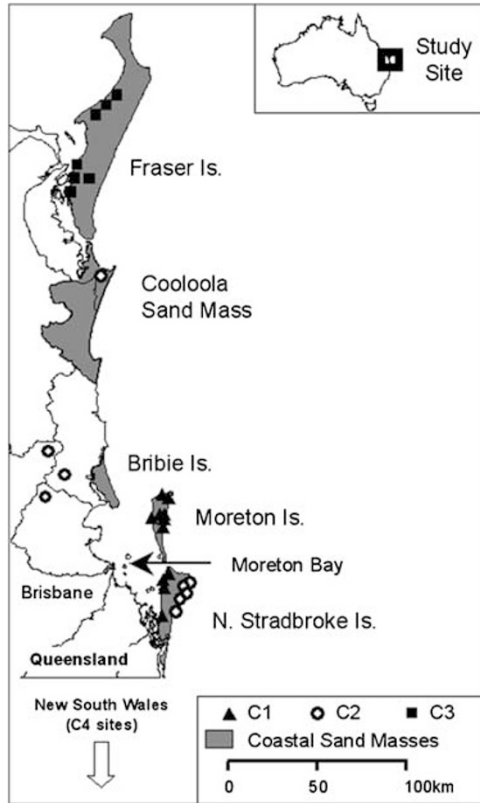 Study
Site
Fraser Is.
Cooloola
Sand Mass
Bribie Is.
Moreton Is.
Moreton Bay
Brisbane
N. Stradbroke Is.
Queensland
New South Wales
(C4 sites)
C1 C2 C3
Coastal Sand Masses
0 50 100km